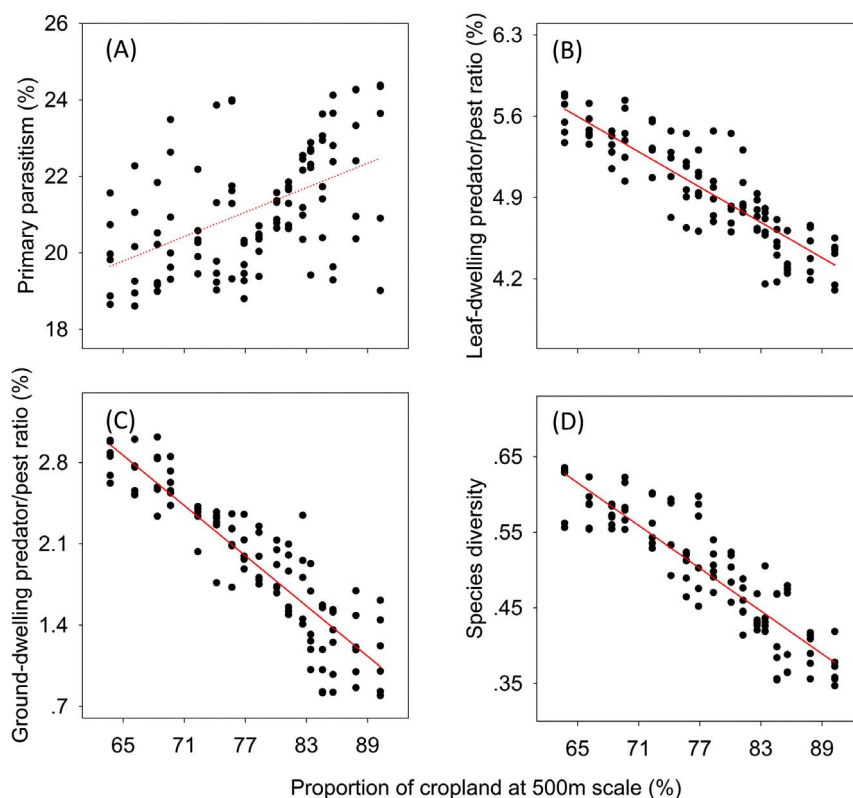 (A)
26
24
22
20
18
Primary parasitism (%)
(B)
6.3
5.6
4.9
4.2
Leaf-dwelling predator/pest ratio (%)
(C)
2.8
2.1
1.4
.7
Ground-dwelling predator/pest ratio (%)
65 71 77 83 89
(D)
.65
.55
.45
.35
Species diversity
65 71 77 83 89
Proportion of cropland at 500m scale (%)